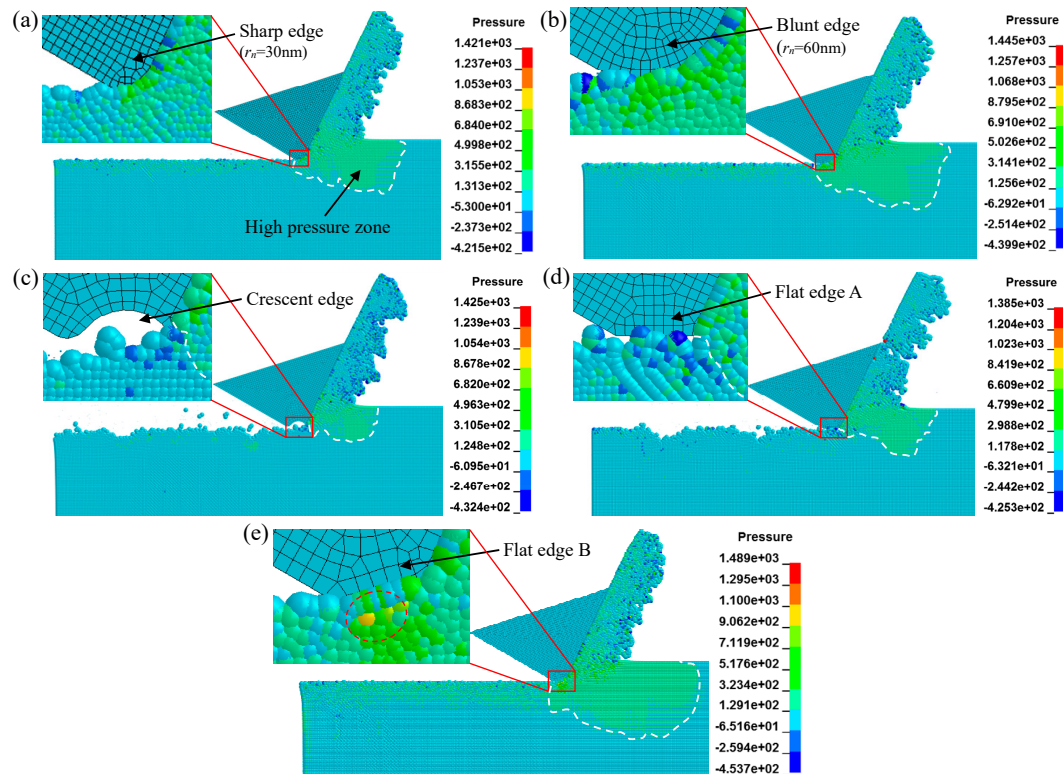 (a)
Sharp edge
(rn=30nm)
High pressure zone
Pressure
1.421e+03
1.237e+03
1.053e+03
8.683e+02
6.840e+02
4.998e+02
3.155e+02
1.313e+02
-5.300e+01
-2.373e+02
-4.215e+02
(b)
Blunt edge
(rn=60nm)
Pressure
1.445e+03
1.257e+03
1.068e+03
8.795e+02
6.910e+02
5.026e+02
3.141e+02
1.256e+02
-6.292e+01
-2.514e+02
-4.399e+02
(c)
Crescent edge
Pressure
1.425e+03
1.239e+03
1.054e+03
8.678e+02
6.820e+02
4.963e+02
3.105e+02
1.248e+02
-6.095e+01
-2.467e+02
-4.324e+02
(d)
Flat edge A
Pressure
1.385e+03
1.204e+03
1.023e+03
8.419e+02
6.609e+02
4.799e+02
2.988e+02
1.178e+02
-6.321e+01
-2.442e+02
-4.253e+02
(e)
Flat edge B
Pressure
1.489e+03
1.295e+03
1.100e+03
9.062e+02
7.119e+02
5.176e+02
3.234e+02
1.291e+02
-6.516e+01
-2.594e+02
-4.537e+02